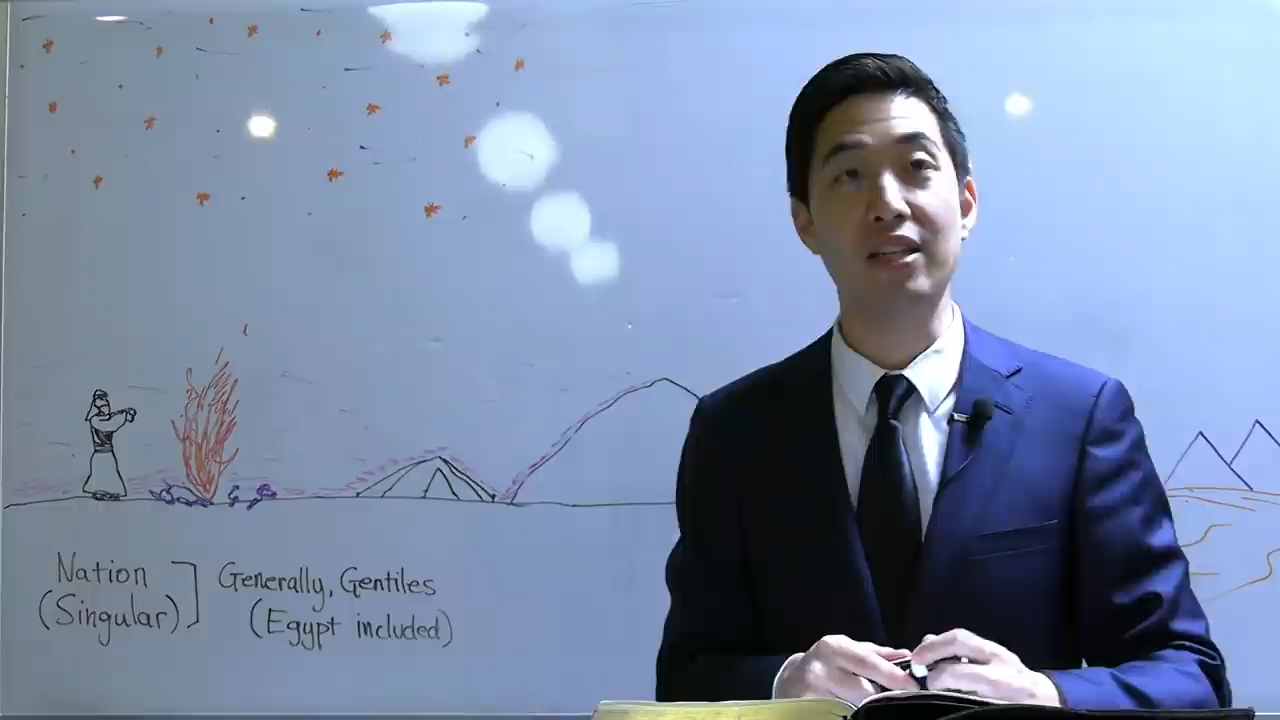 Nation
(Singular)
Generally, Gentiles
(Egypt included)